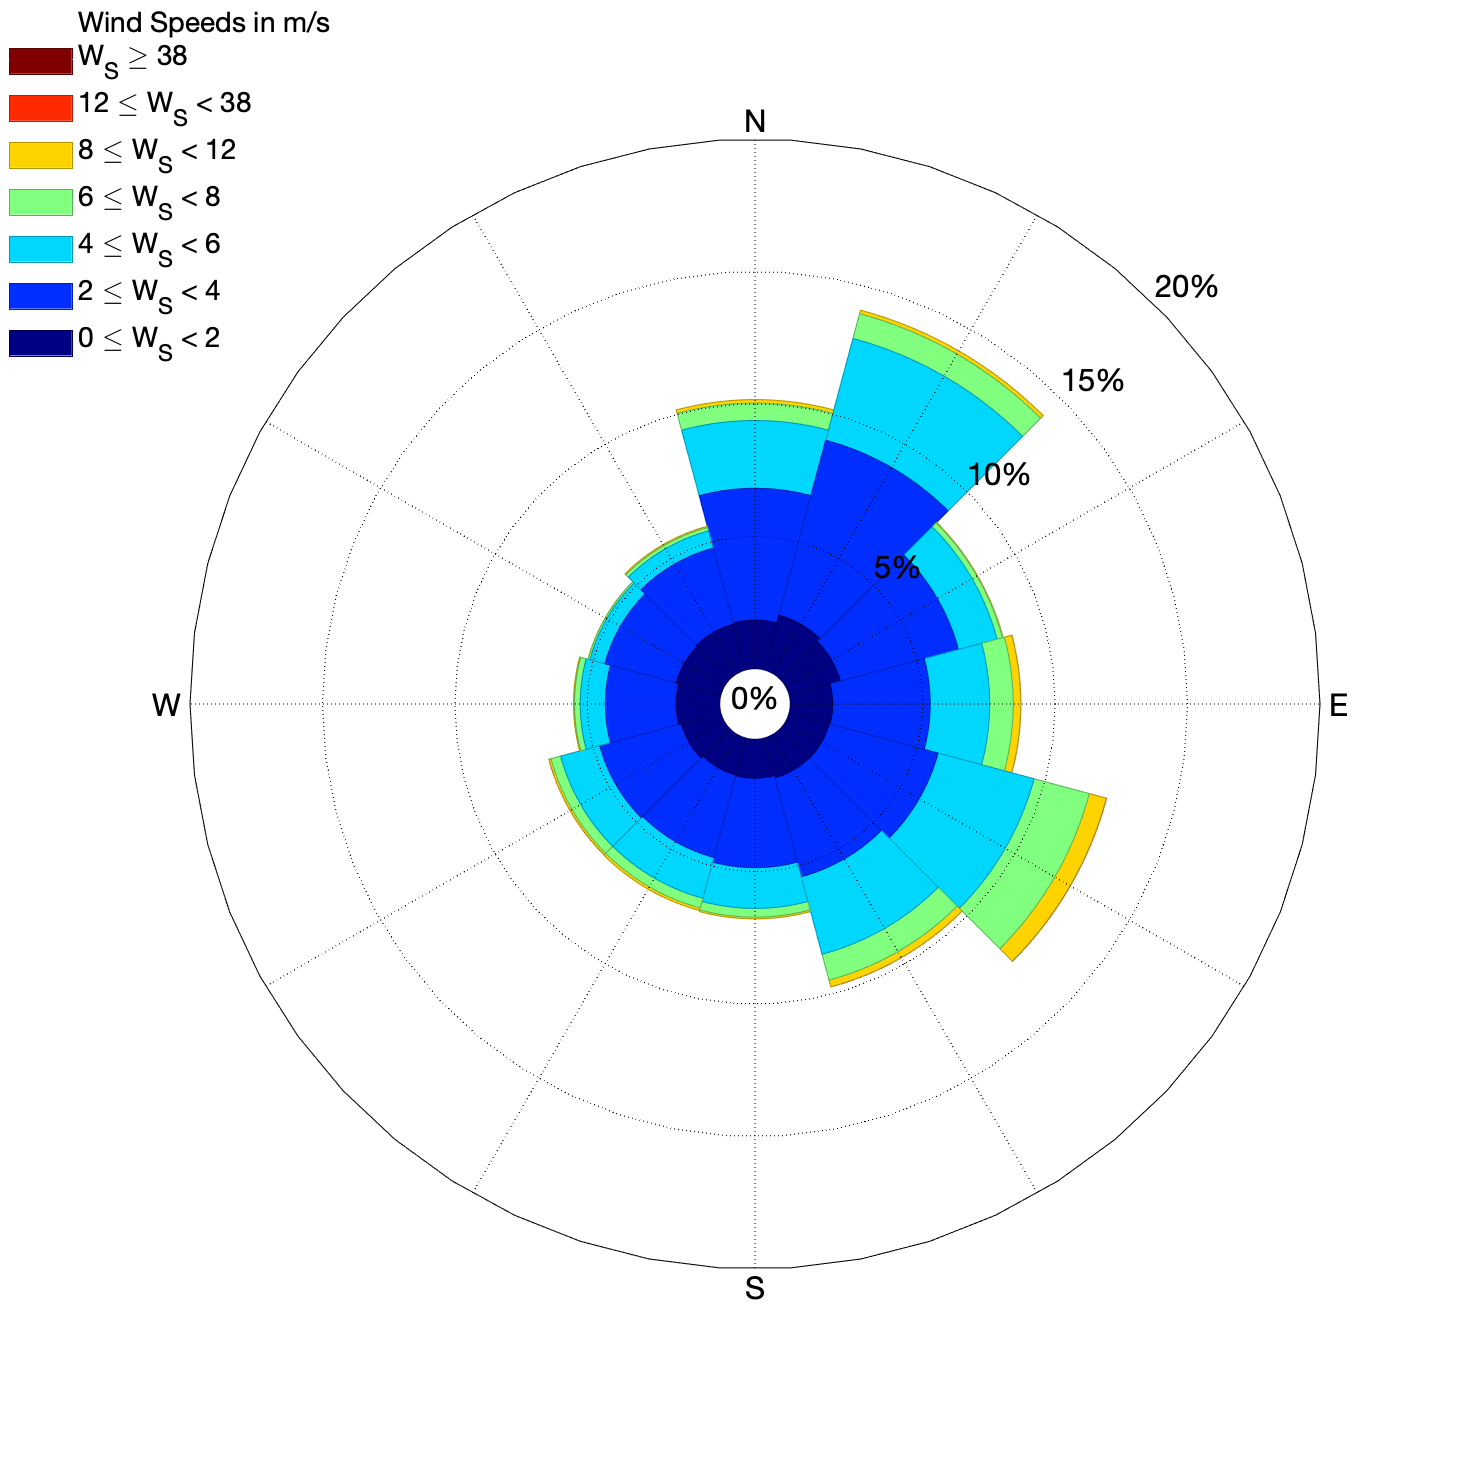 Wind Speeds in m/s
W_S ≥ 38
12 ≤ W_S < 38
8 ≤ W_S < 12
6 ≤ W_S < 8
4 ≤ W_S < 6
2 ≤ W_S < 4
0 ≤ W_S < 2
N
20%
15%
10%
5%
0%
W
E
S